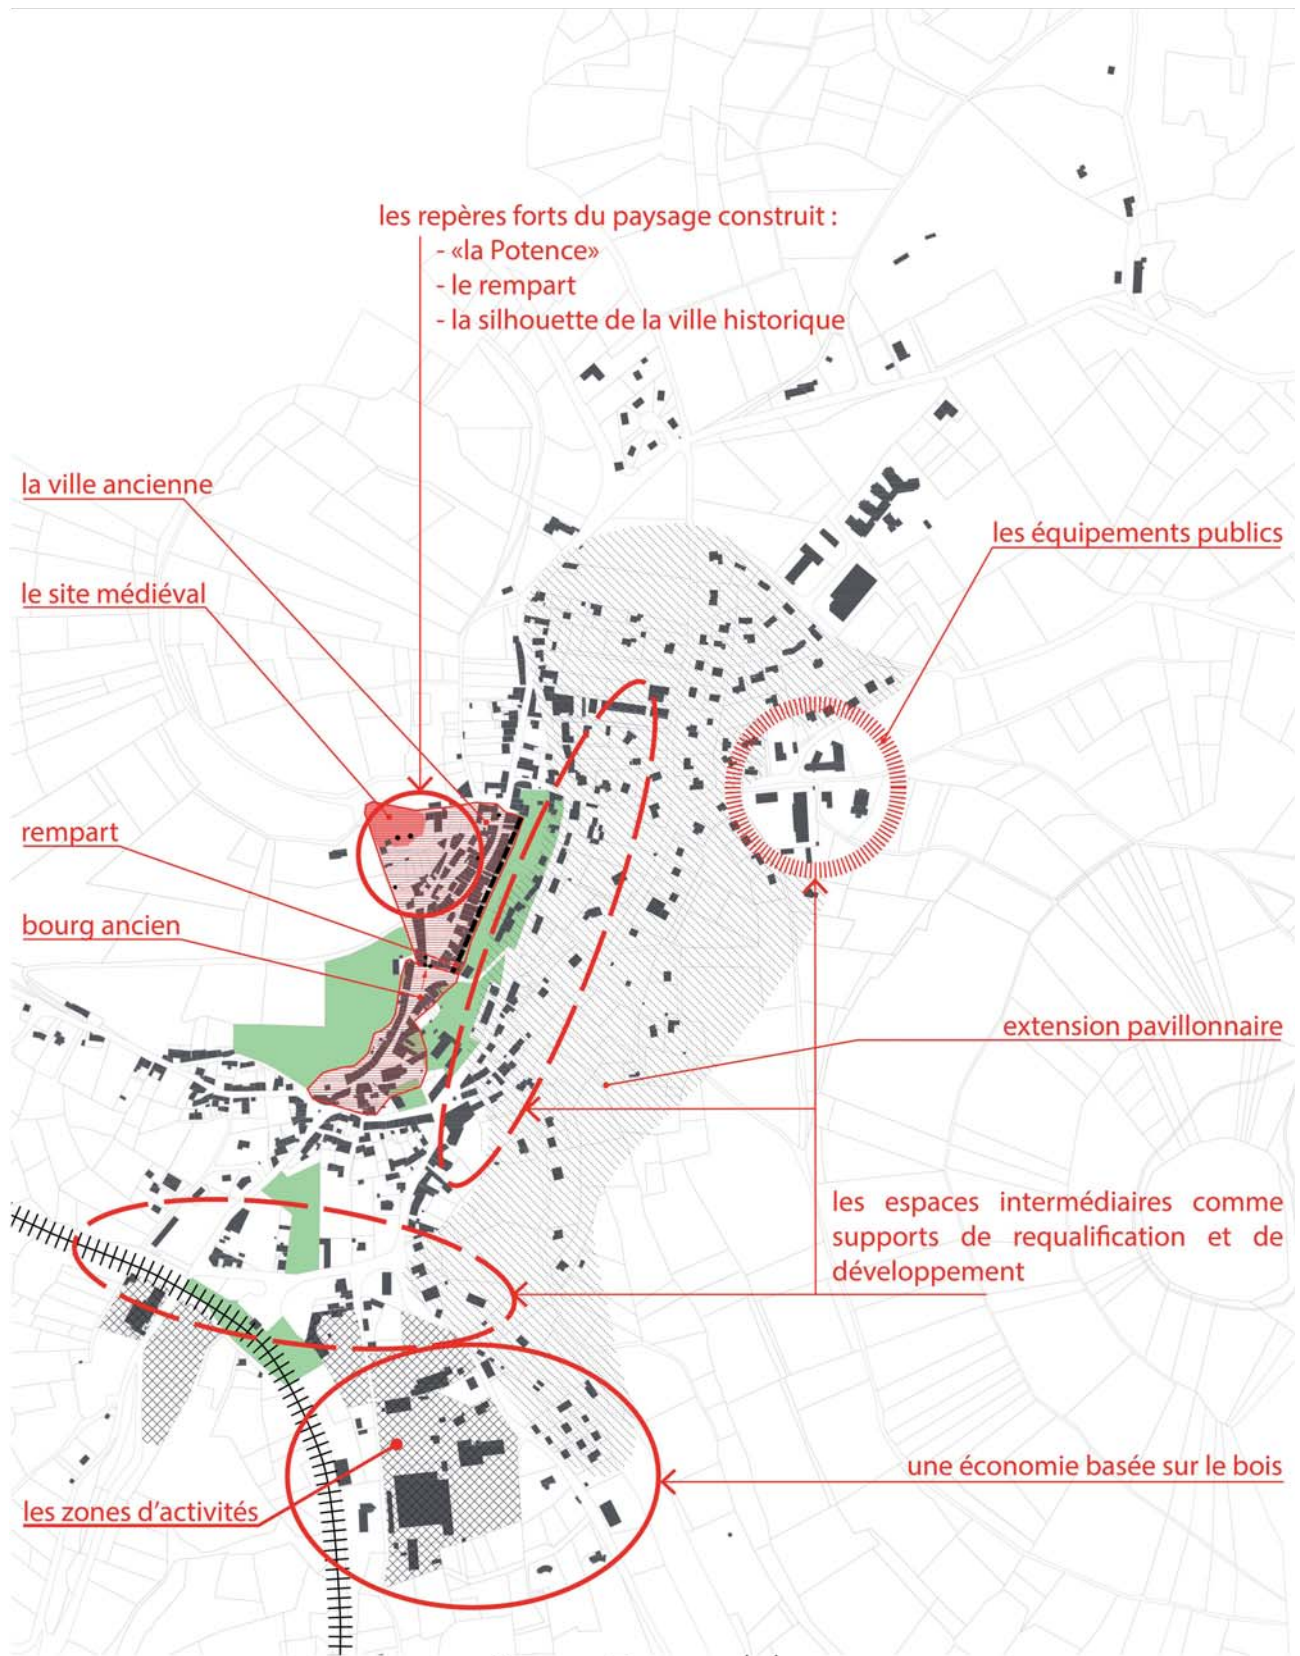 les repères forts du paysage construit :
- «la Potence»
- le rempart
- la silhouette de la ville historique
la ville ancienne
les équipements publics
le site médiéval
rempart
bourg ancien
extension pavillonnaire
les espaces intermédiaires comme
supports de requalification et de
développement
une économie basée sur le bois
les zones d’activités